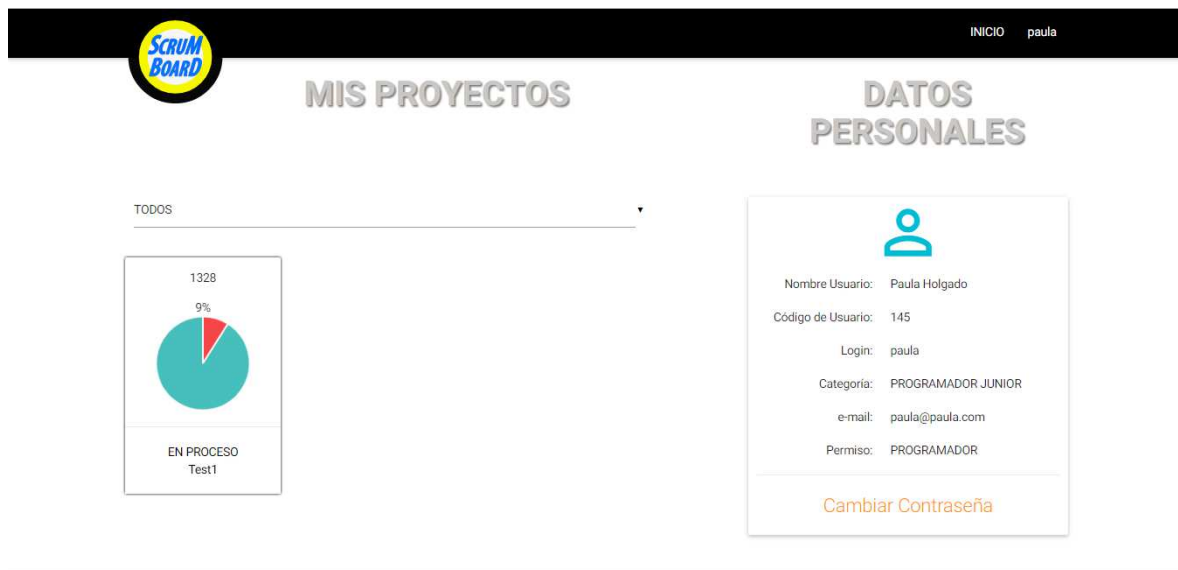 SCRUM
BOARD
INICIO paula
MIS PROYECTOS
DATOS
PERSONALES
TODOS
1328
9%
EN PROCESO
Test1
Nombre Usuario: Paula Holgado
Código de Usuario: 145
Login: paula
Categoría: PROGRAMADOR JUNIOR
e-mail: paula@paula.com
Permiso: PROGRAMADOR
Cambiar Contraseña